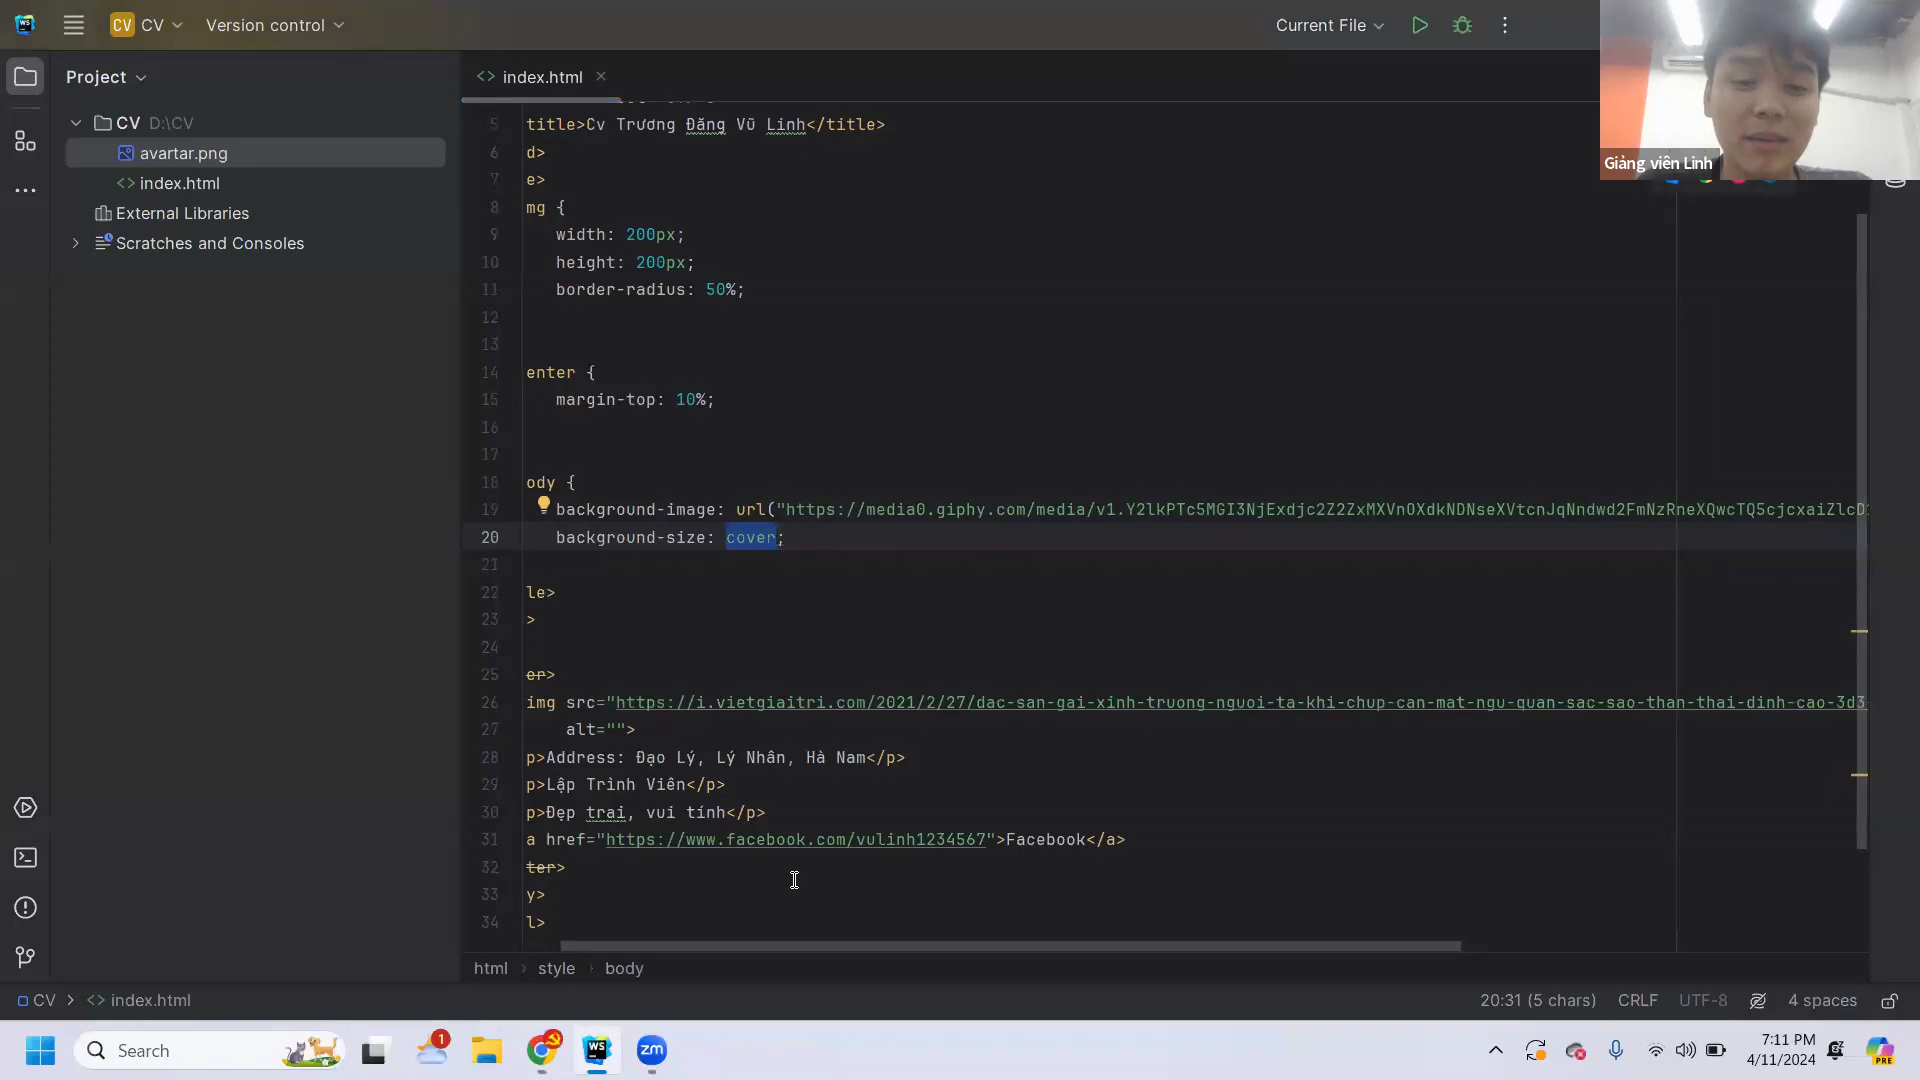 CV CV
Version control
Current File
Project
index.html
CV D:\CV
avartar.png
index.html
External Libraries
Scratches and Consoles
5 title>Cv Trương Đăng Vũ Linh</title>
6 d>
7 e>
8 mg {
9 width: 200px;
10 height: 200px;
11 border-radius: 50%;
12
13
14 enter {
15 margin-top: 10%;
16
17
18 ody {
19 background-image: url("https://media0.giphy.com/media/v1.
20 background-size: cover;
21
22 le>
23 >
24
25 er>
26 img src="https://i.vietgiaitri.com/2021/2/27/dac-san-gai-xinh-truong-nguoi-ta-khi-chup-can-mat-ngu-quan-sac-sao-than-thai-dinh-cao-3d3
27 alt="">
28 p>Address: Đạo Lý, Lý Nhân, Hà Nam</p>
29 p>Lập Trình Viên</p>
30 p>Đẹp trai, vui tính</p>
31 a href="https://www.facebook.com/vulinh1234567">Facebook</a>
32 ter>
33 y>
34 l>
html › style › body
CV > index.html
20:31 (5 chars) CRLF UTF-8 4 spaces
Giảng viên Linh
Search
1
WS
zm
7:11 PM
4/11/2024
PRE